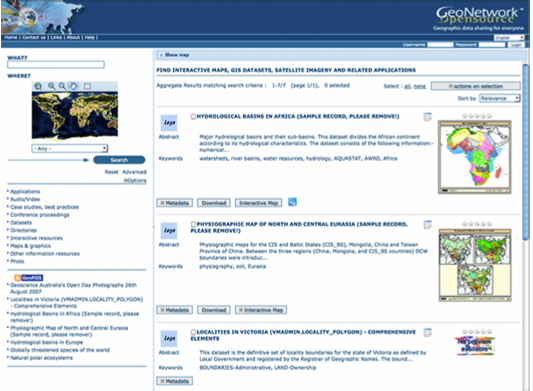 GeoNetwork
Opensource
Geographic data sharing for everyone
Home | Contact us | Links | About | Help |
English
Username Password Login
WHAT?
WHERE?
- Any -
Search
Reset Advanced
Options
Applications
Audio/Video
Case studies, best practices
Conference proceedings
Datasets
Directories
Interactive resources
Maps & graphics
Other information resources
Photo
GeoRSS
Geoscience Australia's Open Day Photographs 26th
August 2007
Localities in Victoria (VMADMIN.LOCALITY_POLYGON)
- Comprehensive Elements
Hydrological Basins in Africa (Sample record, please
remove!)
Physiographic Map of North and Central Eurasia
(Sample record, please remove!)
Hydrological basins in Europe
Globally threatened species of the world
Natural polar ecosystems
Show map
FIND INTERACTIVE MAPS, GIS DATASETS, SATELLITE IMAGERY AND RELATED APPLICATIONS
Aggregate Results matching search criteria : 1-7/7 (page 1/1), 0 selected
Select : all, none
actions on selection
Sort by Relevance
Logo
HYDROLOGICAL BASINS IN AFRICA (SAMPLE RECORD, PLEASE REMOVE!)
Abstract Major hydrological basins and their sub-basins. This dataset divides the African continent
according to its hydrological characteristics. The dataset consists of the following information:-
numerical...
Keywords watersheds, river basins, water resources, hydrology, AQUASTAT, AWRD, Africa
Metadata Download Interactive Map
Logo
PHYSIOGRAPHIC MAP OF NORTH AND CENTRAL EURASIA (SAMPLE RECORD,
PLEASE REMOVE!)
Abstract Physiographic maps for the CIS and Baltic States (CIS_BS), Mongolia, China and Taiwan
Province of China. Between the three regions (China, Mongolia, and CIS_BS countries) DCW
boundaries were introduc...
Keywords physiography, soil, Eurasia
Metadata Download Interactive Map
Logo
LOCALITIES IN VICTORIA (VMADMIN.LOCALITY_POLYGON) - COMPREHENSIVE
ELEMENTS
Abstract This dataset is the definitive set of locality boundaries for the state of Victoria as defined by
Local Government and registered by the Registrar of Geographic Names. The bound...
Keywords BOUNDARIES-Administrative, LAND-Ownership
Metadata